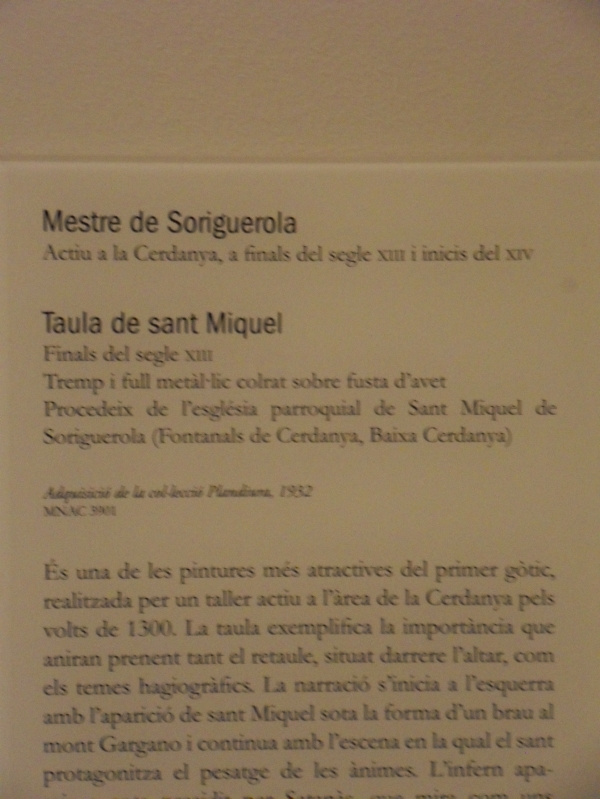 Mestre de Soriguerola
Actiu a la Cerdanya, a finals del segle XIII i inicis del XIV
Taula de sant Miquel
Finals del segle XIII
Tremp i full metàl·lic colrat sobre fusta d'avet
Procedeix de l'església parroquial de Sant Miquel de
Soriguerola (Fontanals de Cerdanya, Baixa Cerdanya)
Adquisició de la col·lecció Plandiura, 1932
MNAC 3901
És una de les pintures més atractives del primer gòtic,
realitzada per un taller actiu a l'àrea de la Cerdanya pels
volts de 1300. La taula exemplifica la importància que
aniran prenent tant el retaule, situat darrere l'altar, com
els temes hagiogràfics. La narració s'inicia a l'esquerra
amb l'aparició de sant Miquel sota la forma d'un brau al
mont Gargano i continua amb l'escena en la qual el sant
protagonitza el pesatge de les ànimes. L'infern apa-
per Satanàs, que mira com uns